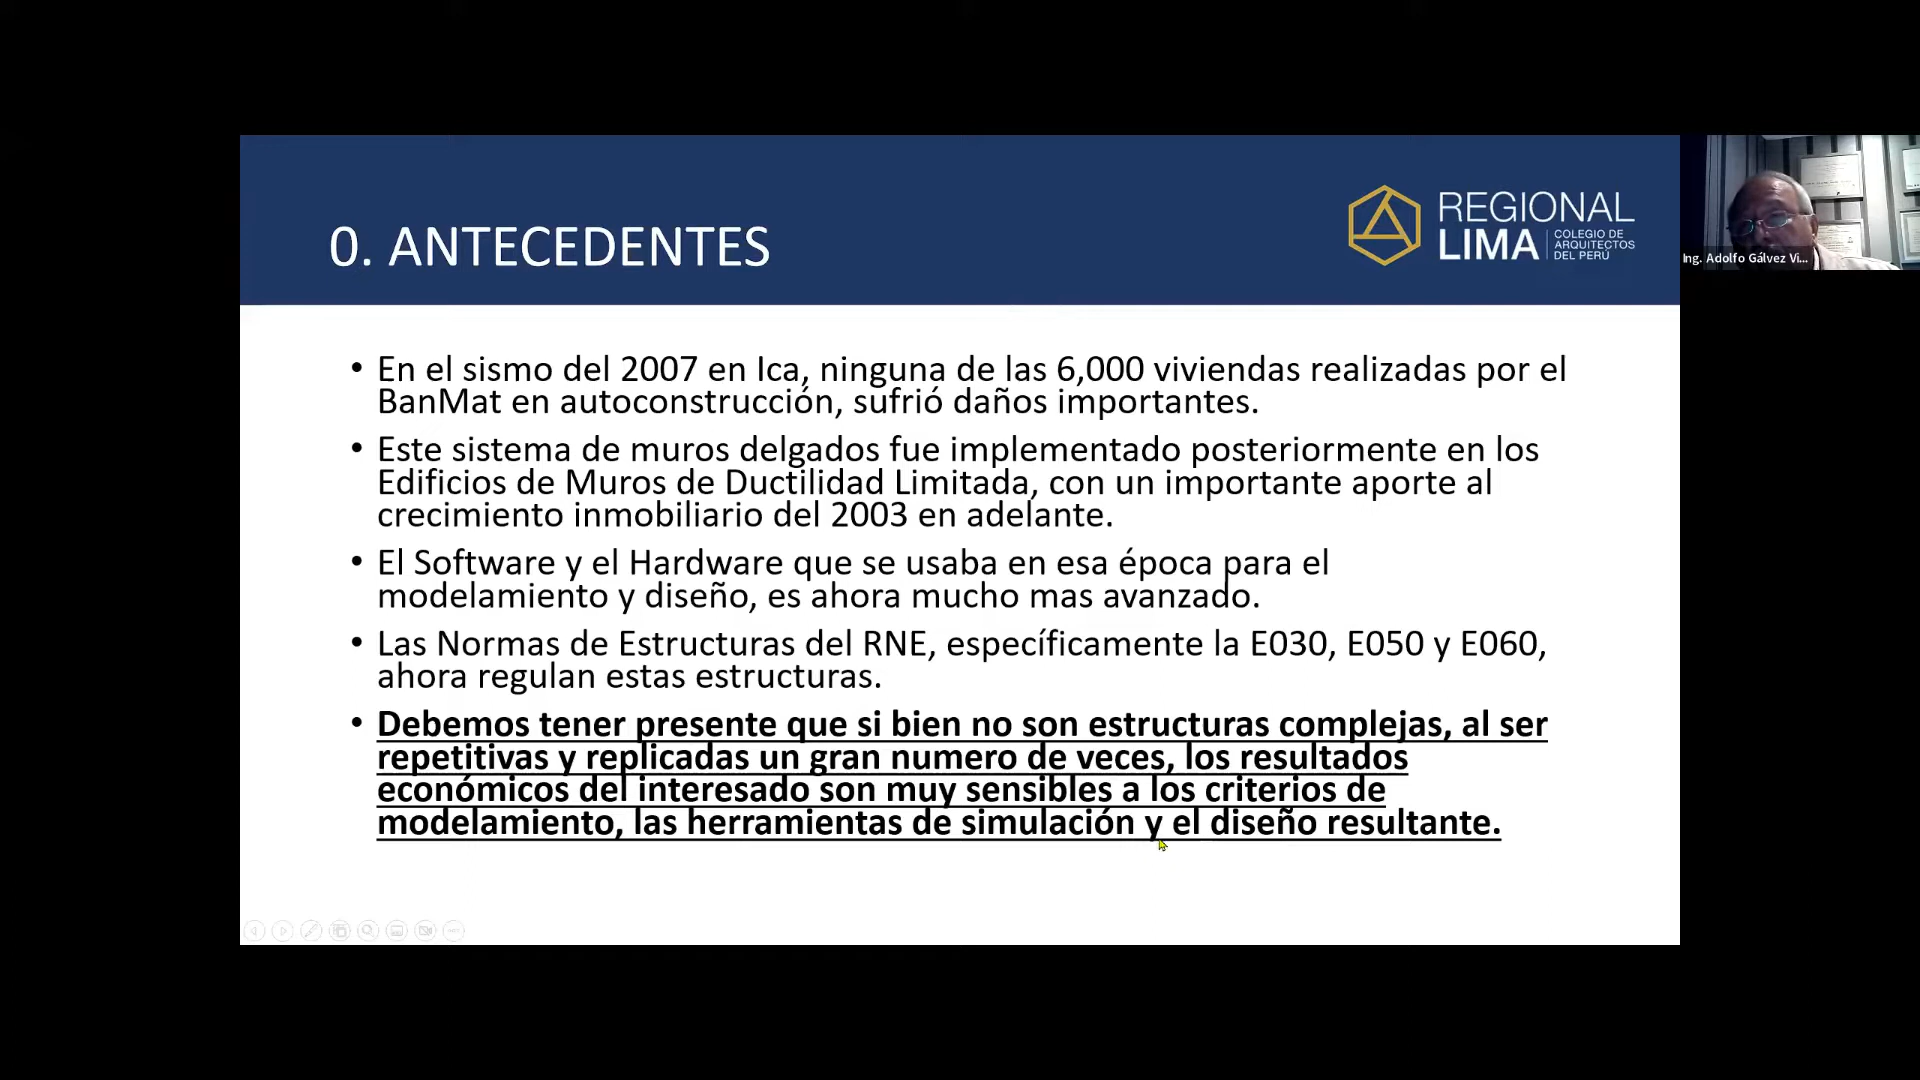 0. ANTECEDENTES
REGIONAL
LIMA
COLEGIO DE
ARQUITECTOS
DEL PERÚ
Ing. Adolfo Gálvez Vi...
• En el sismo del 2007 en Ica, ninguna de las 6,000 viviendas realizadas por el
BanMat en autoconstrucción, sufrió daños importantes.
• Este sistema de muros delgados fue implementado posteriormente en los
Edificios de Muros de Ductilidad Limitada, con un importante aporte al
crecimiento inmobiliario del 2003 en adelante.
• El Software y el Hardware que se usaba en esa época para el
modelamiento y diseño, es ahora mucho mas avanzado.
• Las Normas de Estructuras del RNE, específicamente la E030, E050 y E060,
ahora regulan estas estructuras.
• Debemos tener presente que si bien no son estructuras complejas, al ser
repetitivas y replicadas un gran numero de veces, los resultados
económicos del interesado son muy sensibles a los criterios de
modelamiento, las herramientas de simulación y el diseño resultante.